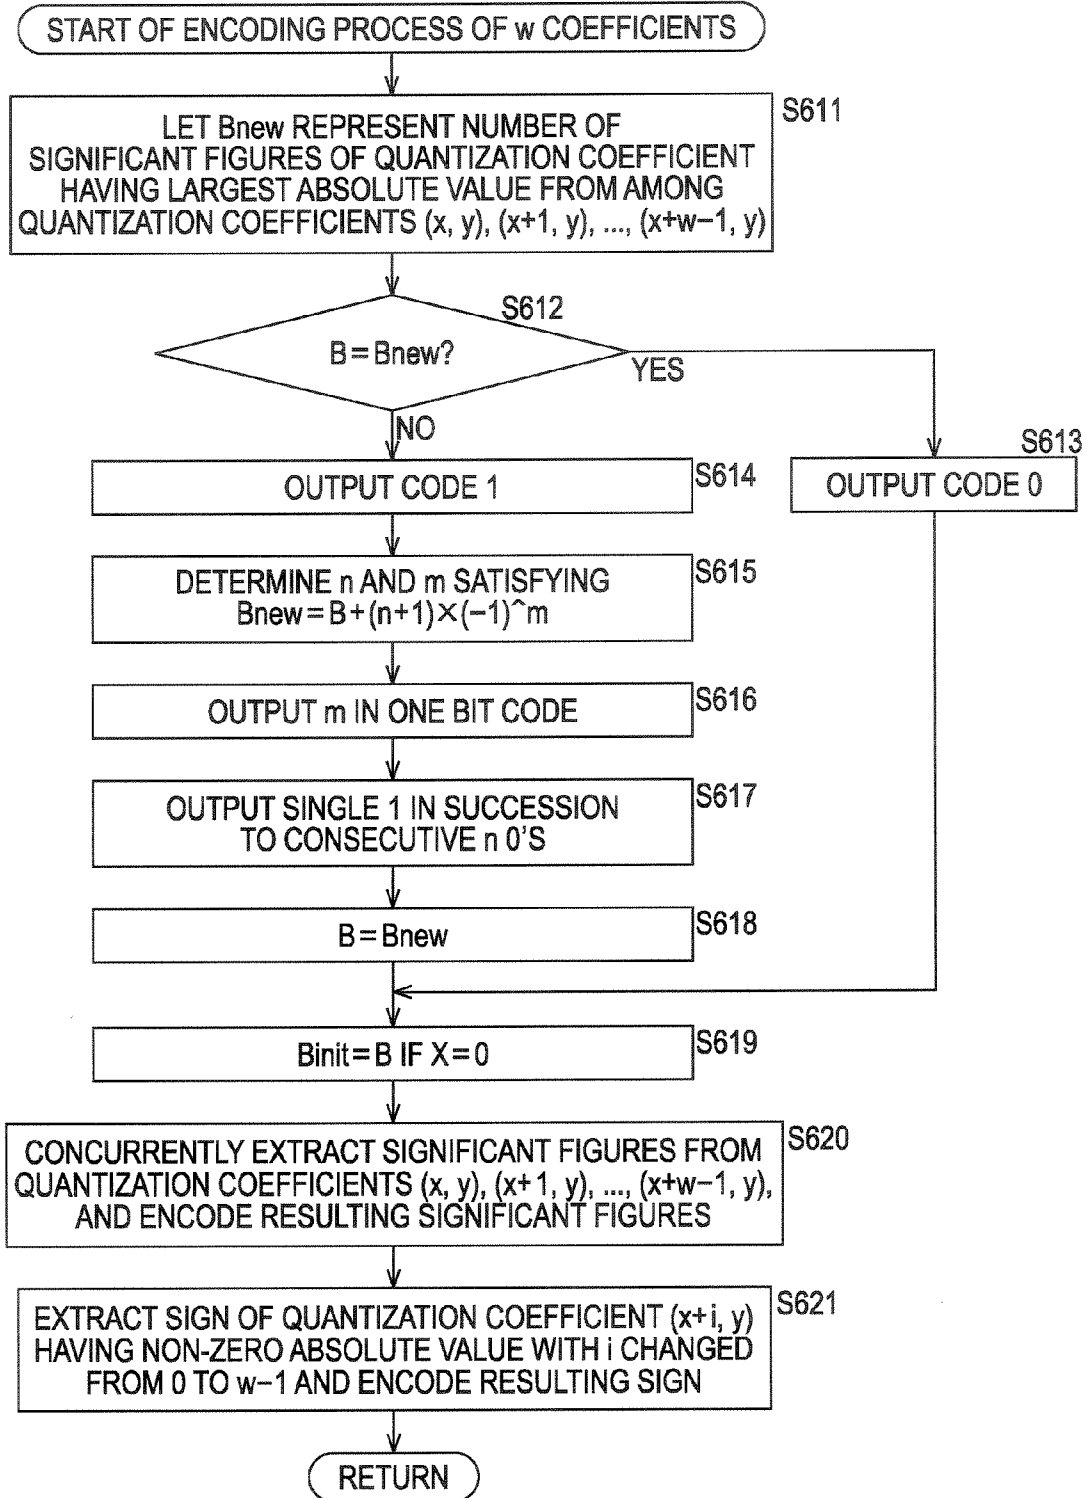 START OF ENCODING PROCESS OF w COEFFICIENTS
S611
LET Bnew REPRESENT NUMBER OF
SIGNIFICANT FIGURES OF QUANTIZATION COEFFICIENT
HAVING LARGEST ABSOLUTE VALUE FROM AMONG
QUANTIZATION COEFFICIENTS (x, y), (x+1, y), ..., (x+w−1, y)
S612
B=Bnew?
YES
NO
S613
OUTPUT CODE 0
S614
OUTPUT CODE 1
S615
DETERMINE n AND m SATISFYING
Bnew=B+(n+1)×(−1)^m
S616
OUTPUT m IN ONE BIT CODE
S617
OUTPUT SINGLE 1 IN SUCCESSION
TO CONSECUTIVE n 0'S
S618
B=Bnew
S619
Binit=B IF X=0
S620
CONCURRENTLY EXTRACT SIGNIFICANT FIGURES FROM
QUANTIZATION COEFFICIENTS (x, y), (x+1, y), ..., (x+w−1, y),
AND ENCODE RESULTING SIGNIFICANT FIGURES
S621
EXTRACT SIGN OF QUANTIZATION COEFFICIENT (x+i, y)
HAVING NON-ZERO ABSOLUTE VALUE WITH i CHANGED
FROM 0 TO w−1 AND ENCODE RESULTING SIGN
RETURN